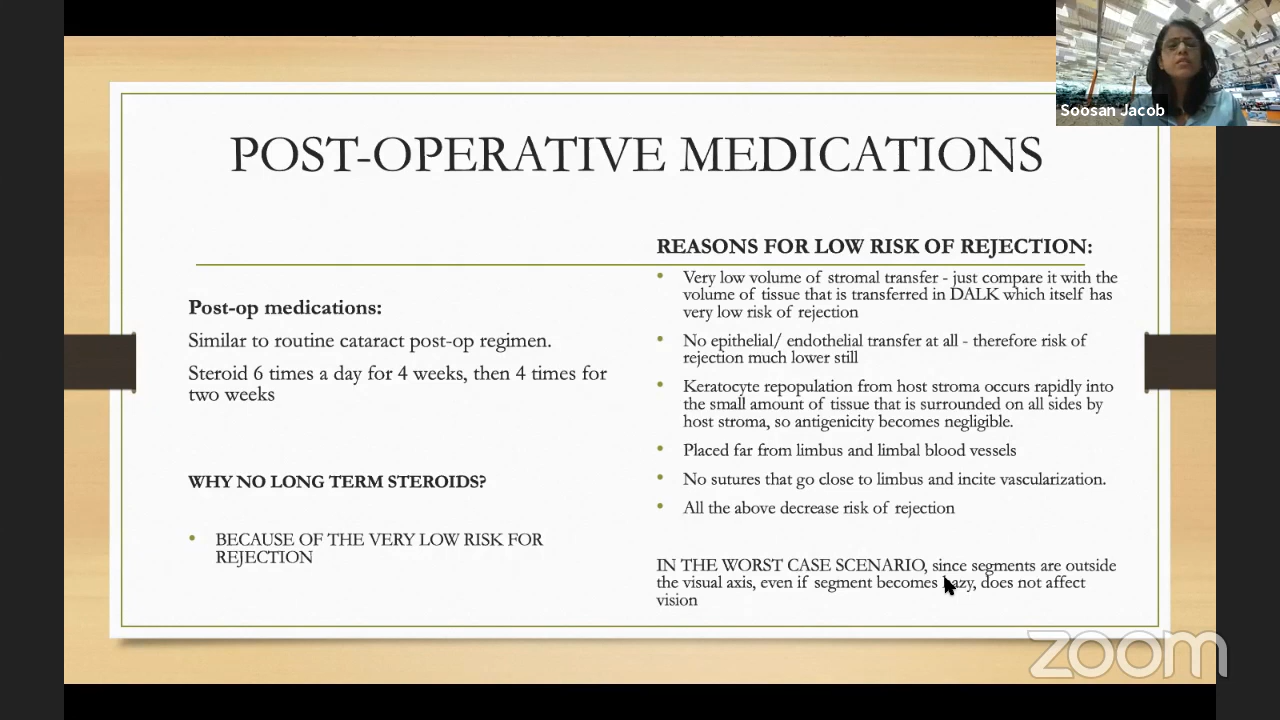 Soosan Jacob
POST-OPERATIVE MEDICATIONS
Post-op medications:
Similar to routine cataract post-op regimen.
Steroid 6 times a day for 4 weeks, then 4 times for
two weeks
WHY NO LONG TERM STEROIDS?
• BECAUSE OF THE VERY LOW RISK FOR
REJECTION
REASONS FOR LOW RISK OF REJECTION:
• Very low volume of stromal transfer - just compare it with the
volume of tissue that is transferred in DALK which itself has
very low risk of rejection
• No epithelial/ endothelial transfer at all - therefore risk of
rejection much lower still
• Keratocyte repopulation from host stroma occurs rapidly into
the small amount of tissue that is surrounded on all sides by
host stroma, so antigenicity becomes negligible.
• Placed far from limbus and limbal blood vessels
• No sutures that go close to limbus and incite vascularization.
• All the above decrease risk of rejection
IN THE WORST CASE SCENARIO, since segments are outside
the visual axis, even if segment becomes hazy, does not affect
vision
zoom